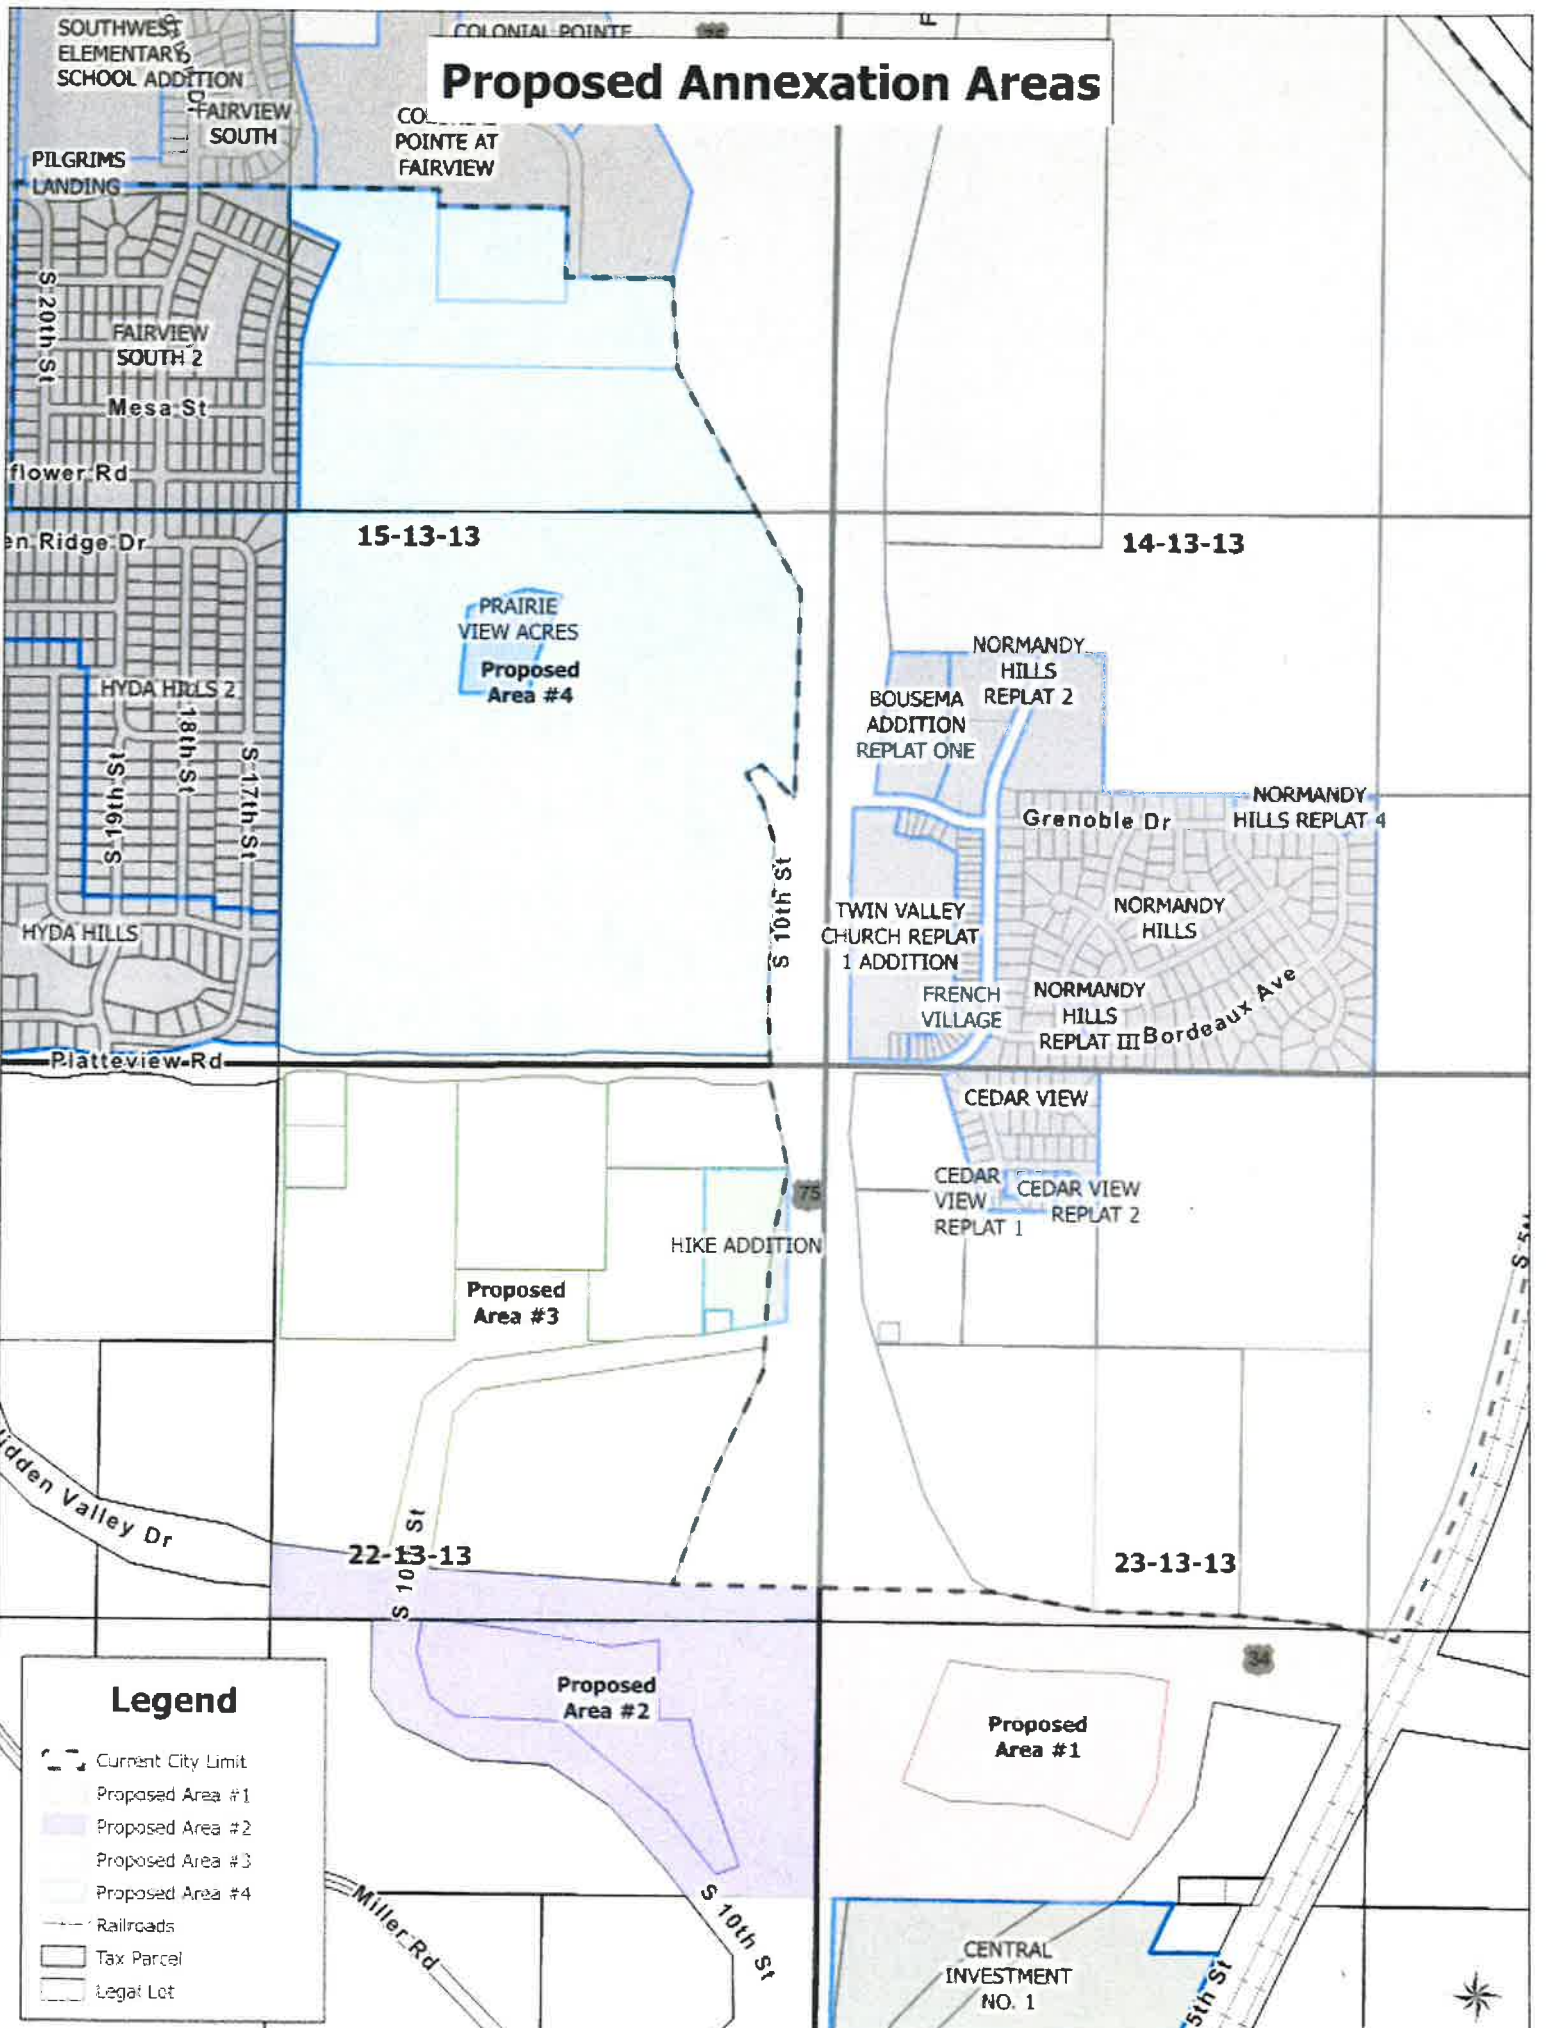 SOUTHWEST
ELEMENTARY
SCHOOL ADDITION
FAIRVIEW
SOUTH
COLONIAL POINTE
Proposed Annexation Areas
POINTE AT
FAIRVIEW
PILGRIMS
LANDING
S 20th St
FAIRVIEW
SOUTH 2
Mesa St
flower Rd
en Ridge Dr
15-13-13
14-13-13
PRAIRIE
VIEW ACRES
Proposed
Area #4
HYDA HILLS 2
S 19th St
18th St
S 17th St
HYDA HILLS
NORMANDY
HILLS
REPLAT 2
BOUSEMA
ADDITION
REPLAT ONE
Grenoble Dr
NORMANDY
HILLS REPLAT 4
S 10th St
TWIN VALLEY
CHURCH REPLAT
1 ADDITION
NORMANDY
HILLS
FRENCH
VILLAGE
NORMANDY
HILLS
REPLAT III
Bordeaux Ave
Platteview Rd
CEDAR VIEW
CEDAR
VIEW
REPLAT 1
CEDAR VIEW
REPLAT 2
75
HIKE ADDITION
Proposed
Area #3
S 5th
idden Valley Dr
22-13-13
S 10th St
23-13-13
34
Proposed
Area #2
Proposed
Area #1
S 10th St
Miller Rd
CENTRAL
INVESTMENT
NO. 1
5th St
Legend
Current City Limit
Proposed Area #1
Proposed Area #2
Proposed Area #3
Proposed Area #4
Railroads
Tax Parcel
Legal Lot